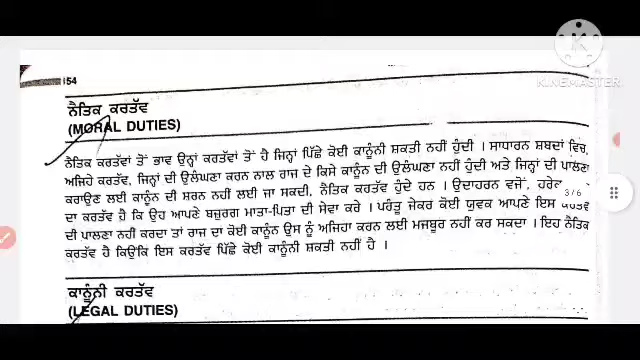 KINEMASTER
154
ਨੈਤਿਕ ਕਰਤੱਵ
(MORAL DUTIES)
ਨੈਤਿਕ ਕਰਤੱਵਾਂ ਤੋਂ ਭਾਵ ਉਨ੍ਹਾਂ ਕਰਤੱਵਾਂ ਤੋਂ ਹੈ ਜਿਨ੍ਹਾਂ ਪਿੱਛੇ ਕੋਈ ਕਾਨੂੰਨੀ ਸ਼ਕਤੀ ਨਹੀਂ ਹੁੰਦੀ । ਸਾਧਾਰਨ ਸ਼ਬਦਾਂ ਵਿਚ,
ਅਜਿਹੇ ਕਰਤੱਵ, ਜਿਨ੍ਹਾਂ ਦੀ ਉਲੰਘਣਾ ਕਰਨ ਨਾਲ ਰਾਜ ਦੇ ਕਿਸੇ ਕਾਨੂੰਨ ਦੀ ਉਲੰਘਣਾ ਨਹੀਂ ਹੁੰਦੀ ਅਤੇ ਜਿਨ੍ਹਾਂ ਦੀ ਪਾਲਣਾ
ਕਰਾਉਣ ਲਈ ਕਾਨੂੰਨ ਦੀ ਸ਼ਰਨ ਨਹੀਂ ਲਈ ਜਾ ਸਕਦੀ, ਨੈਤਿਕ ਕਰਤੱਵ ਹੁੰਦੇ ਹਨ । ਉਦਾਹਰਨ ਵਜੋਂ, ਹਰੇਕ 3/6
ਦਾ ਕਰਤੱਵ ਹੈ ਕਿ ਉਹ ਆਪਣੇ ਬਜ਼ੁਰਗ ਮਾਤਾ-ਪਿਤਾ ਦੀ ਸੇਵਾ ਕਰੇ । ਪਰੰਤੂ ਜੇਕਰ ਕੋਈ ਯੁਵਕ ਆਪਣੇ ਇਸ ਕਰਤੱਵ
ਦੀ ਪਾਲਣਾ ਨਹੀਂ ਕਰਦਾ ਤਾਂ ਰਾਜ ਦਾ ਕੋਈ ਕਾਨੂੰਨ ਉਸ ਨੂੰ ਅਜਿਹਾ ਕਰਨ ਲਈ ਮਜਬੂਰ ਨਹੀਂ ਕਰ ਸਕਦਾ । ਇਹ ਨੈਤਿਕ
ਕਰਤੱਵ ਹੈ ਕਿਉਂਕਿ ਇਸ ਕਰਤੱਵ ਪਿੱਛੇ ਕੋਈ ਕਾਨੂੰਨੀ ਸ਼ਕਤੀ ਨਹੀਂ ਹੈ ।
ਕਾਨੂੰਨੀ ਕਰਤੱਵ
(LEGAL DUTIES)